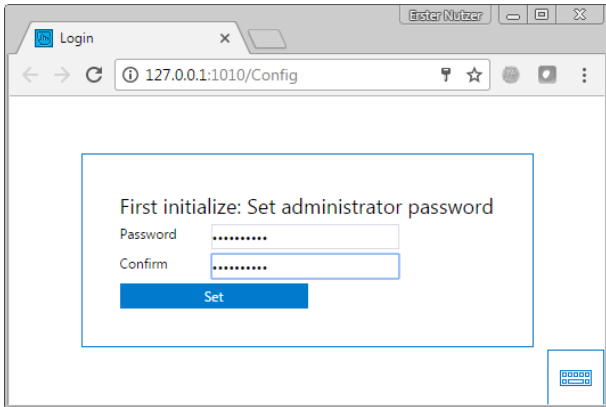 Erster Nutzer
Login
127.0.0.1:1010/Config
First initialize: Set administrator password
Password
••••••••••
Confirm
••••••••••
Set